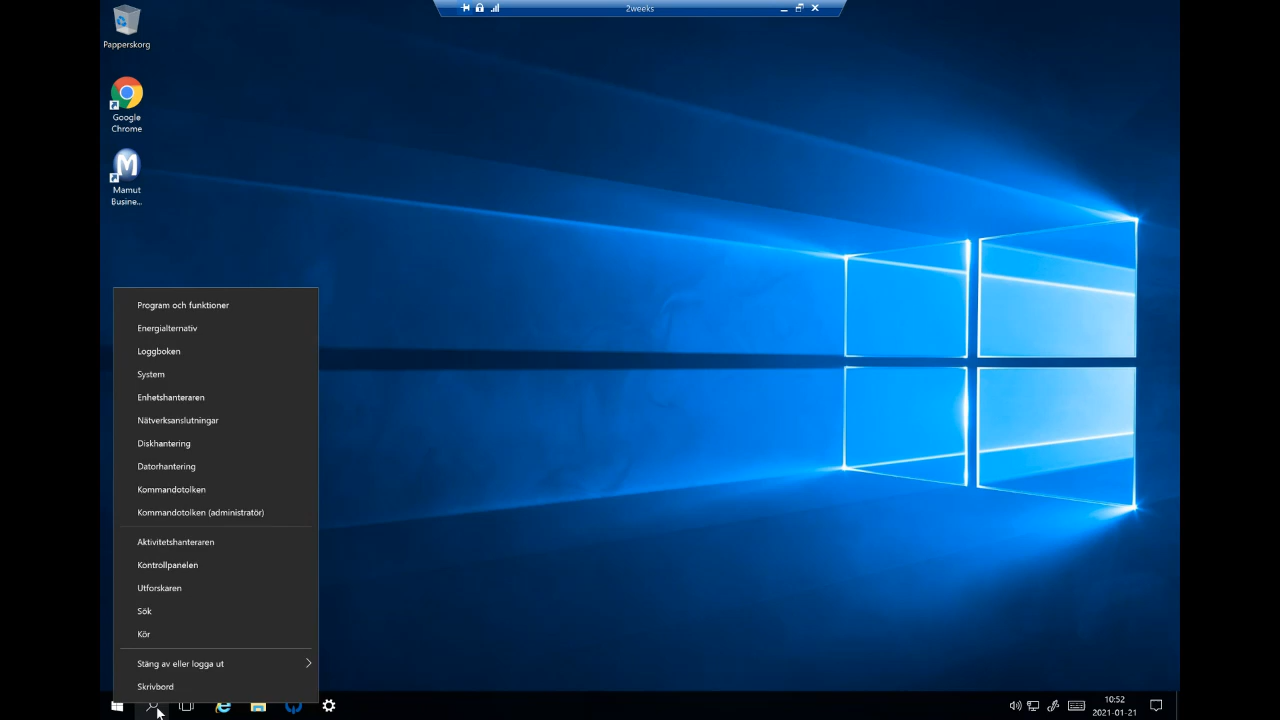 2weeks
Papperskorg
Google
Chrome
M
Mamut
Busine...
Program och funktioner
Energialternativ
Loggboken
System
Enhetshanteraren
Nätverksanslutningar
Diskhantering
Datorhantering
Kommandotolken
Kommandotolken (administratör)
Aktivitetshanteraren
Kontrollpanelen
Utforskaren
Sök
Kör
Stäng av eller logga ut
Skrivbord
10:52
2021-01-21